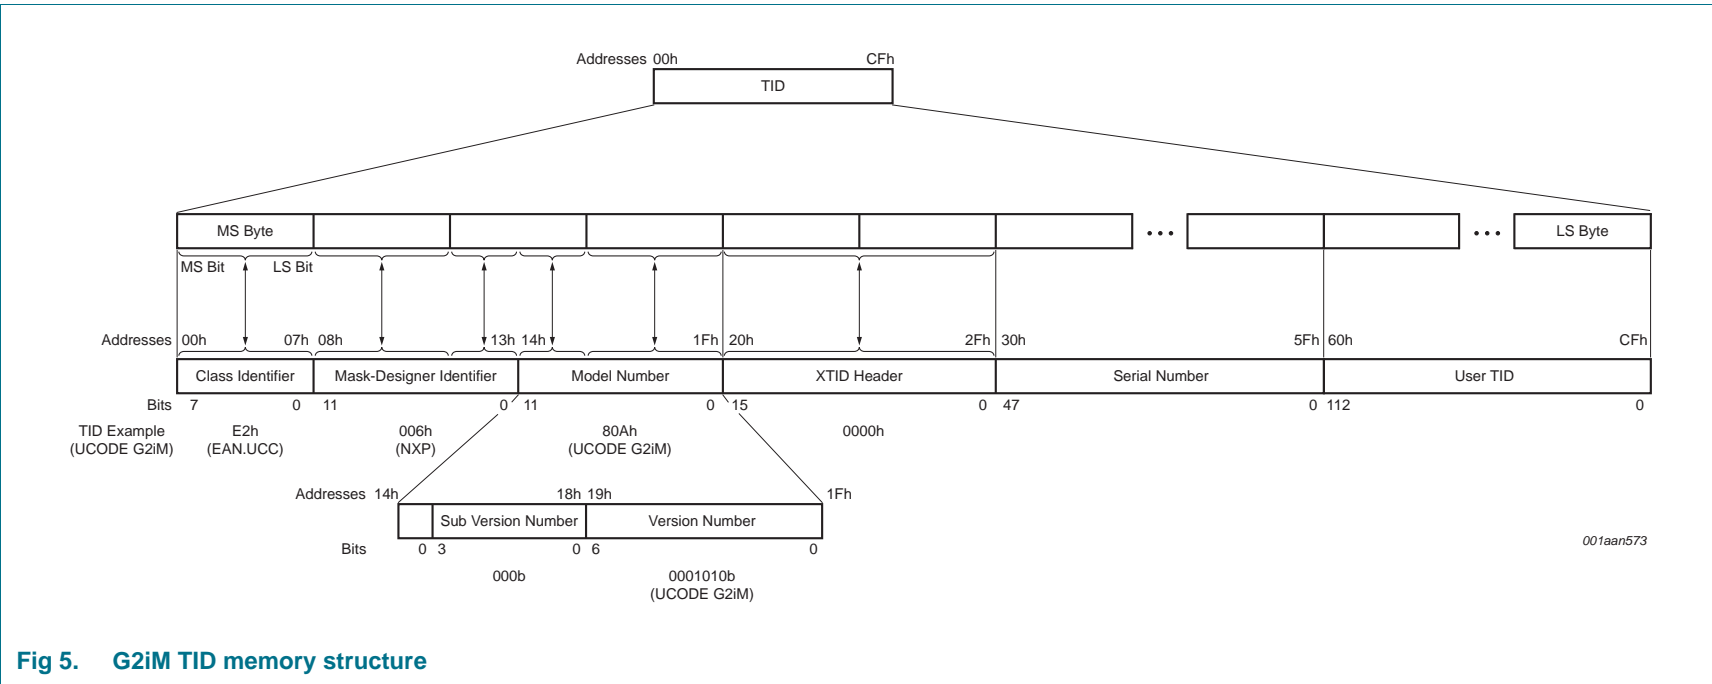 Addresses 00h CFh
TID
MS Byte ... ... LS Byte
MS Bit LS Bit
Addresses 00h 07h 08h 13h 14h 1Fh 20h 2Fh 30h 5Fh 60h CFh
Class Identifier Mask-Designer Identifier Model Number XTID Header Serial Number User TID
Bits 7 0 11 0 11 0 15 0 47 0 112 0
TID Example E2h 006h 80Ah 0000h
(UCODE G2iM) (EAN.UCC) (NXP) (UCODE G2iM)
Addresses 14h 18h 19h 1Fh
Sub Version Number Version Number
Bits 0 3 0 6 0
001aan573
000b 0001010b
(UCODE G2iM)
Fig 5. G2iM TID memory structure